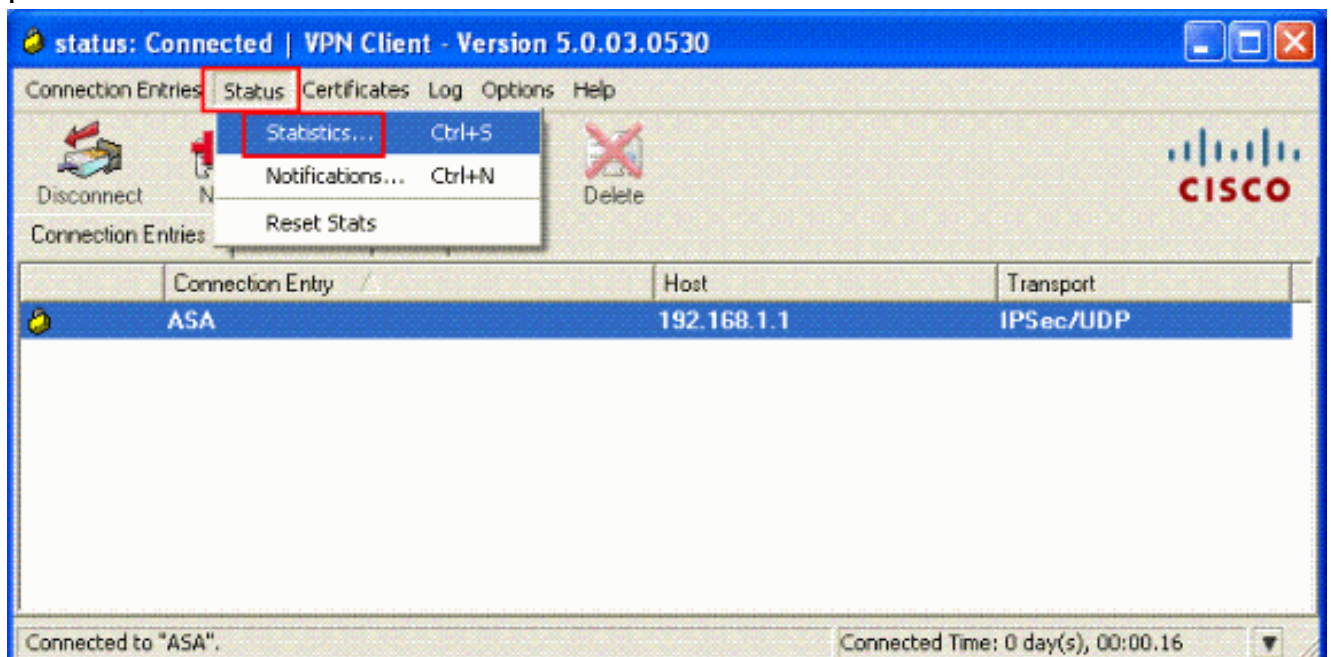 status: Connected | VPN Client - Version 5.0.03.0530
Connection Entries Status Certificates Log Options Help
Statistics... Ctrl+S
Notifications... Ctrl+N
Reset Stats
Disconnect N Delete
CISCO
Connection Entries
Connection Entry Host Transport
ASA 192.168.1.1 IPSec/UDP
Connected to "ASA". Connected Time: 0 day(s), 00:00.16